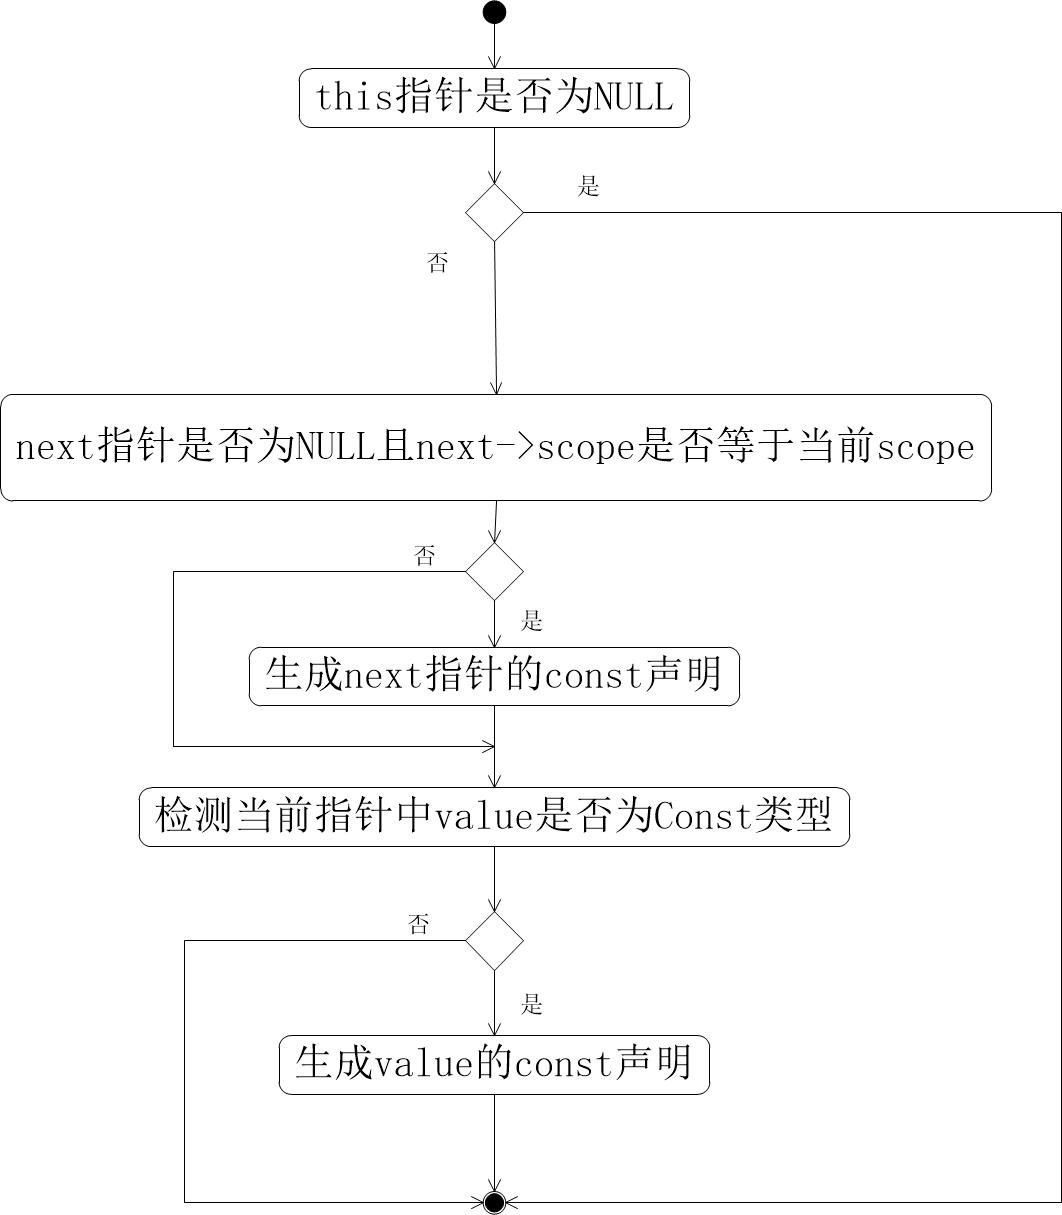 this指针是否为NULL
是
否
next指针是否为NULL且next->scope是否等于当前scope
否
是
生成next指针的const声明
检测当前指针中value是否为Const类型
否
是
生成value的const声明